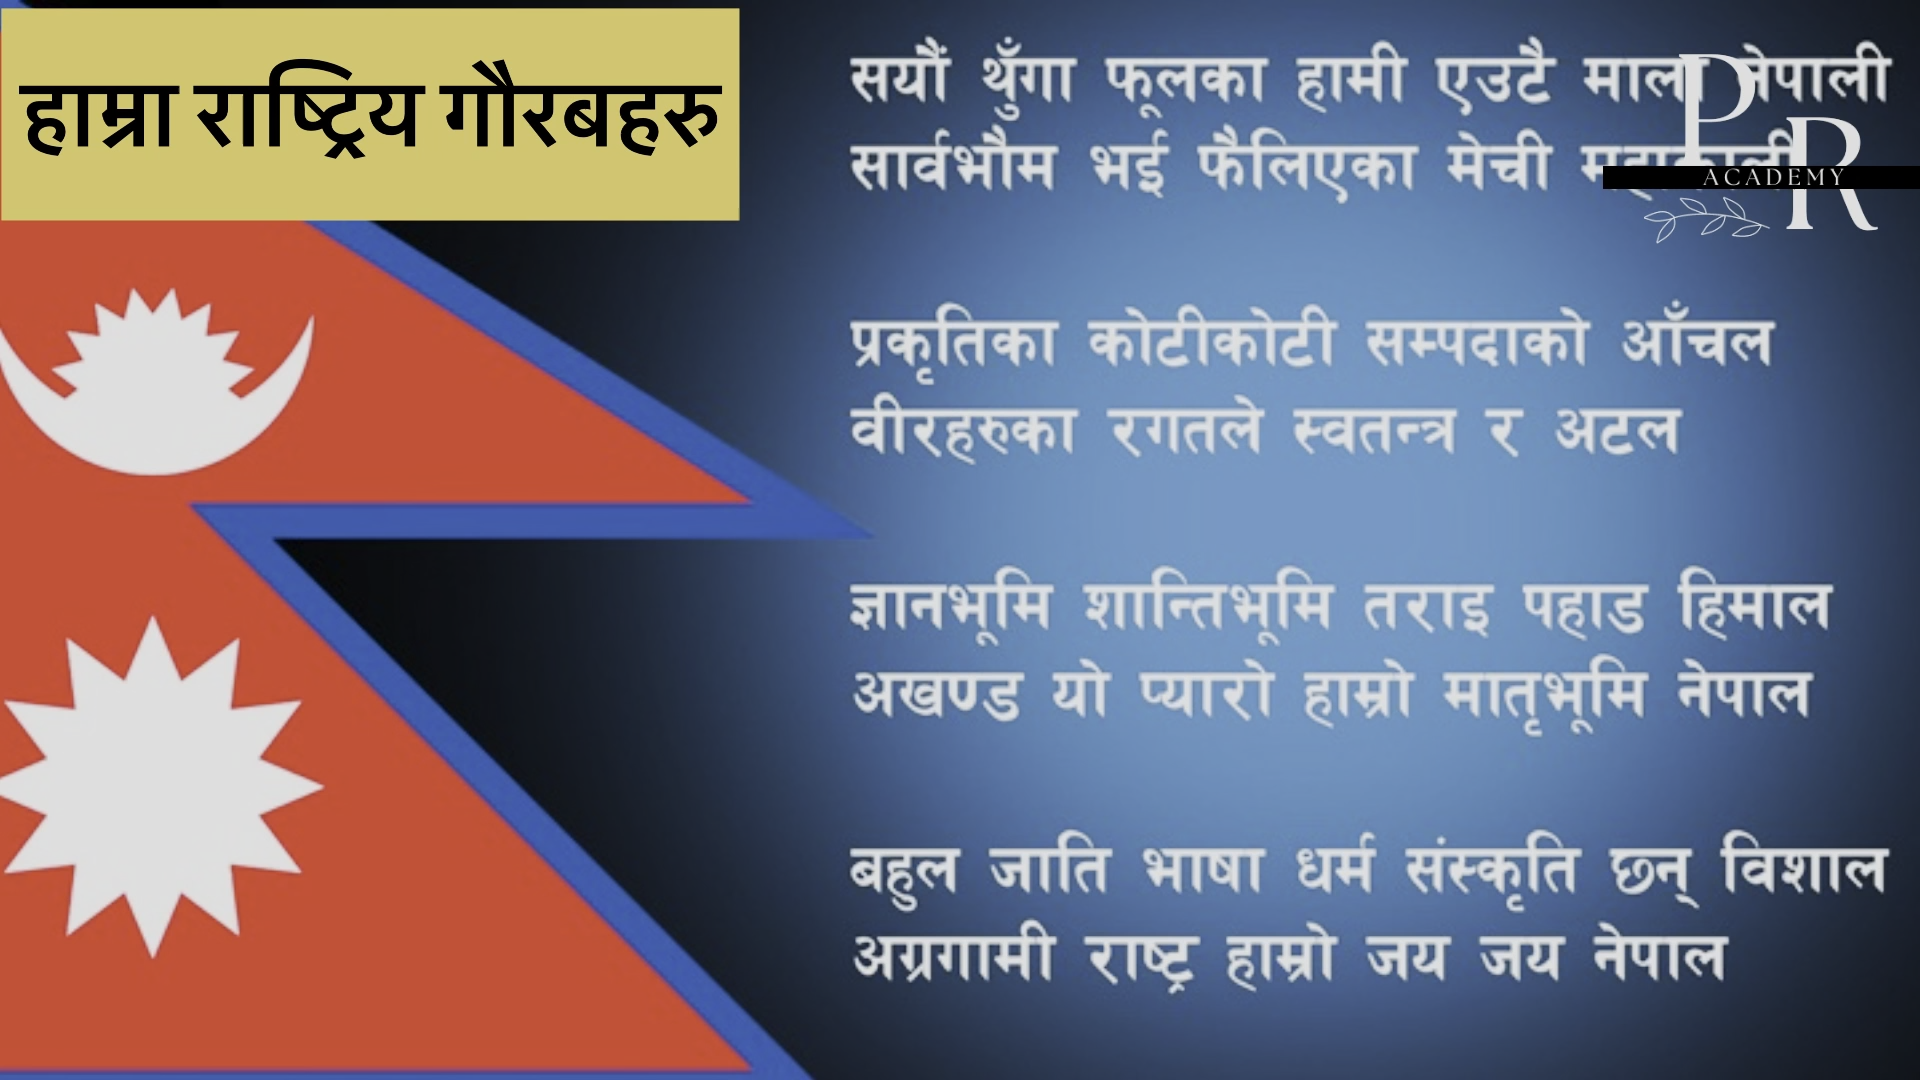 हाम्रा राष्ट्रिय गौरबहरु
सयौं थुँगा फूलका हामी एउटै माला नेपाली
सार्वभौम भई फैलिएका मेची महाकाली
PR
ACADEMY
प्रकृतिका कोटीकोटी सम्पदाको आँचल
वीरहरुका रगतले स्वतन्त्र र अटल
ज्ञानभूमि शान्तिभूमि तराइ पहाड हिमाल
अखण्ड यो प्यारो हाम्रो मातृभूमि नेपाल
बहुल जाति भाषा धर्म संस्कृति छन् विशाल
अग्रगामी राष्ट्र हाम्रो जय जय नेपाल